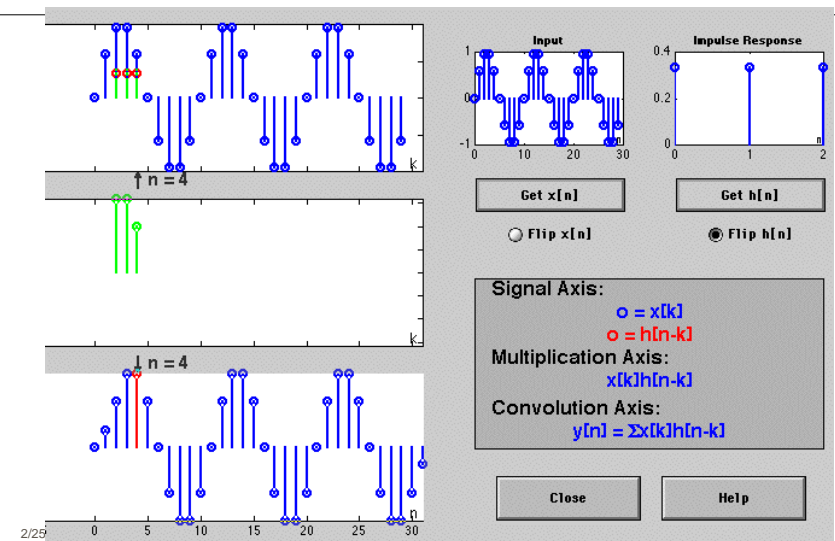 Input
Impulse Response
1
0
-1
0
10
20
30
n
0.4
0.2
0
0
1
2
n
k
n = 4
Get x[n]
Get h[n]
Flip x[n]
Flip h[n]
k
n = 4
Signal Axis:
o = x[k]
o = h[n-k]
Multiplication Axis:
x[k]h[n-k]
Convolution Axis:
y[n] = Σx[k]h[n-k]
n
0 5 10 15 20 25 30
Close
Help
2/25